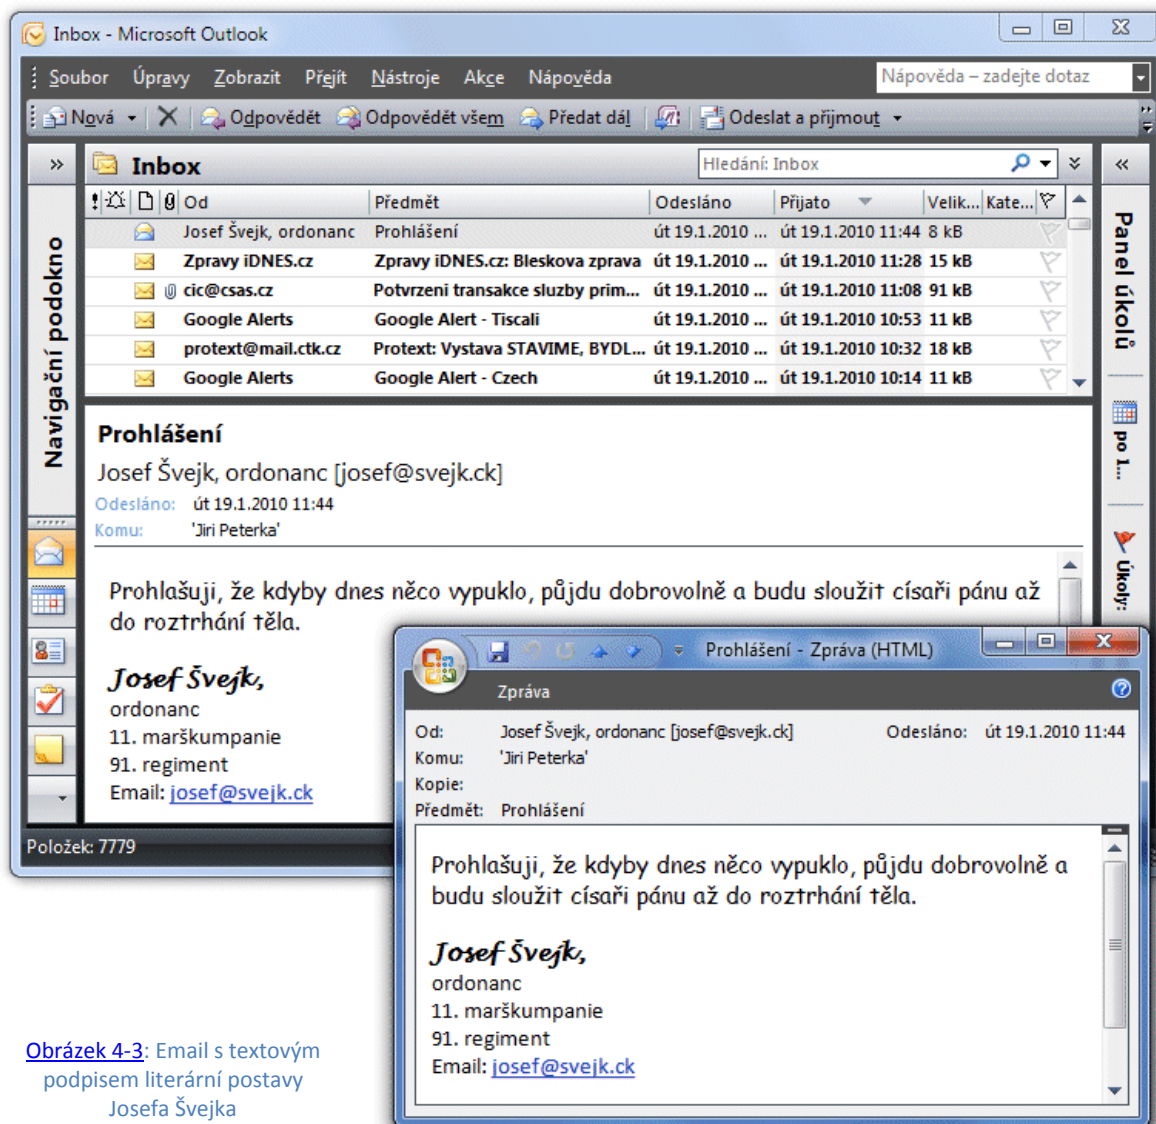 Inbox - Microsoft Outlook
Soubor Úpravy Zobrazit Přejít Nástroje Akce Nápověda Nápověda – zadejte dotaz
Nová Odpovědět Odpovědět všem Předat dál Odeslat a přijmout
Inbox Hledání: Inbox
Od Předmět Odesláno Přijato Velik... Kate...
Josef Švejk, ordonanc Prohlášení út 19.1.2010 ... út 19.1.2010 11:44 8 kB
Zpravy iDNES.cz Zpravy iDNES.cz: Bleskova zprava út 19.1.2010 ... út 19.1.2010 11:28 15 kB
cic@csas.cz Potvrzeni transakce sluzby prim... út 19.1.2010 ... út 19.1.2010 11:08 91 kB
Google Alerts Google Alert - Tiscali út 19.1.2010 ... út 19.1.2010 10:53 11 kB
protext@mail.ctk.cz Protext: Vystava STAVIME, BYDL... út 19.1.2010 ... út 19.1.2010 10:32 18 kB
Google Alerts Google Alert - Czech út 19.1.2010 ... út 19.1.2010 10:14 11 kB
Navigační podokno
Panel úkolů
po 1...
Úkoly:
Prohlášení
Josef Švejk, ordonanc [josef@svejk.ck]
Odesláno: út 19.1.2010 11:44
Komu: 'Jiri Peterka'
Prohlašuji, že kdyby dnes něco vypuklo, půjdu dobrovolně a budu sloužit císaři pánu až
do roztrhání těla.
Josef Švejk,
ordonanc
11. marškumpanie
91. regiment
Email: josef@svejk.ck
Položek: 7779
Prohlášení - Zpráva (HTML)
Zpráva
Od: Josef Švejk, ordonanc [josef@svejk.ck] Odesláno: út 19.1.2010 11:44
Komu: 'Jiri Peterka'
Kopie:
Předmět: Prohlášení
Prohlašuji, že kdyby dnes něco vypuklo, půjdu dobrovolně a
budu sloužit císaři pánu až do roztrhání těla.
Josef Švejk,
ordonanc
11. marškumpanie
91. regiment
Email: josef@svejk.ck
Obrázek 4-3: Email s textovým
podpisem literární postavy
Josefa Švejka